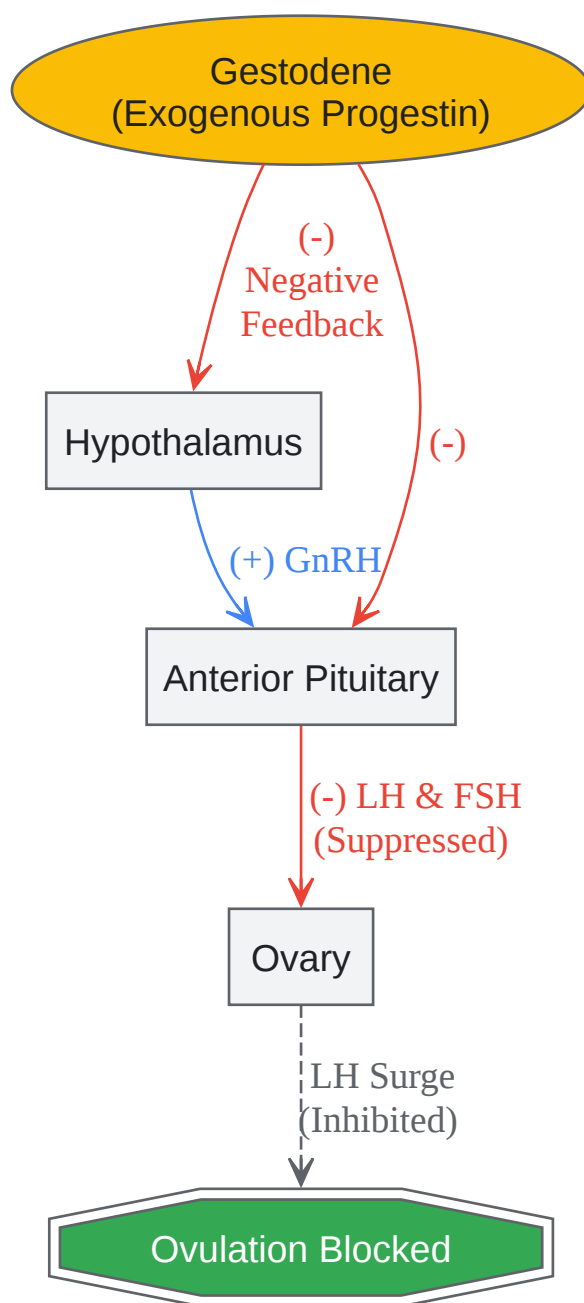 Gestodene
(Exogenous Progestin)
(-)
Negative
Feedback
Hypothalamus
(-)
(+) GnRH
Anterior Pituitary
(-) LH & FSH
(Suppressed)
Ovary
LH Surge
(Inhibited)
Ovulation Blocked